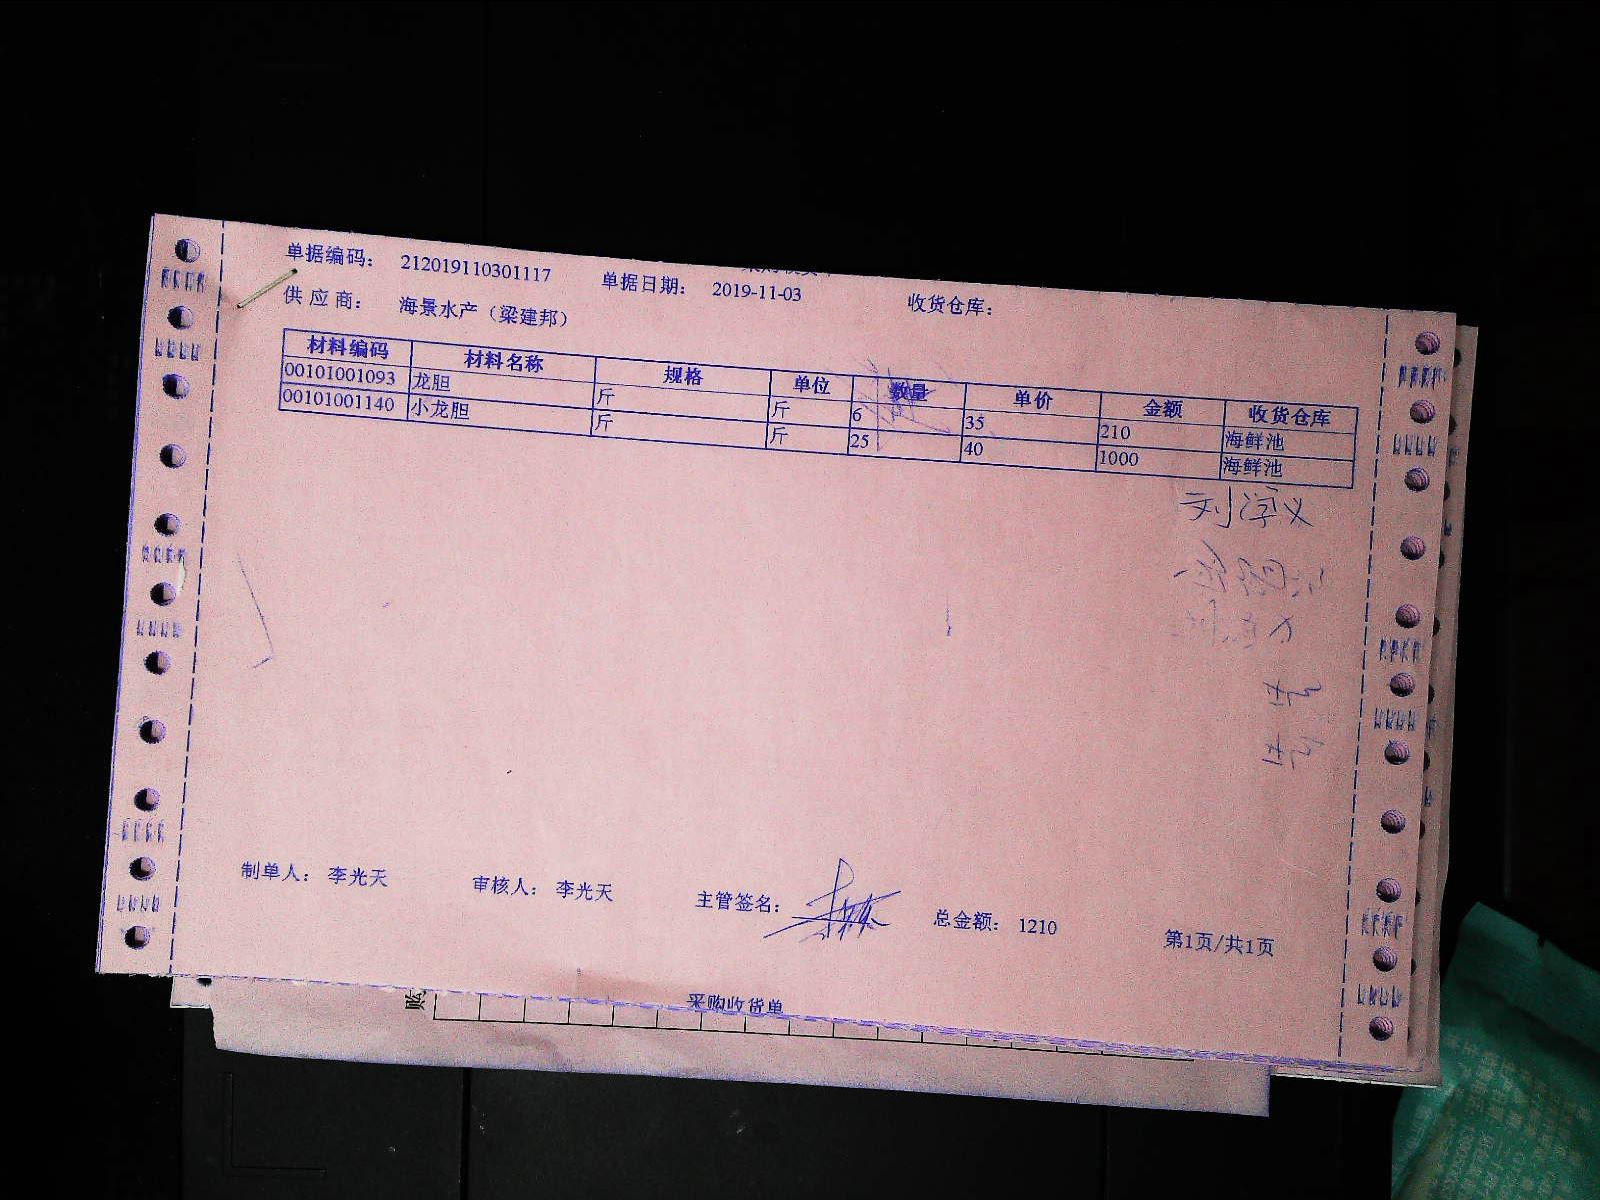 单据编码： 212019110301117 单据日期： 2019-11-03 收货仓库：
供应商： 海景水产（梁建邦）
材料编码 材料名称 规格 单位 数量 单价 金额 收货仓库
00101001093 龙胆 斤 斤 6 35 210 海鲜池
00101001140 小龙胆 斤 斤 25 40 1000 海鲜池
制单人： 李光天 审核人： 李光天 主管签名： 总金额： 1210
第1页/共1页
采购收货单
购